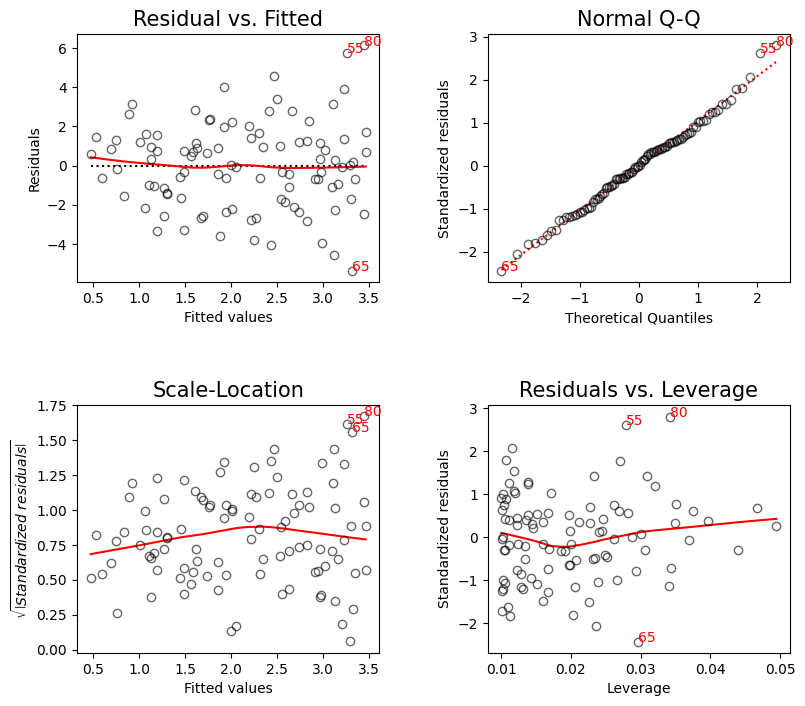 Residual vs. Fitted
Residuals
6
4
2
0
−2
−4
80
55
65
0.5 1.0 1.5 2.0 2.5 3.0 3.5
Fitted values
Normal Q-Q
Standardized residuals
3
2
1
0
−1
−2
80
55
65
−2 −1 0 1 2
Theoretical Quantiles
Scale-Location
√|Standardized residuals|
1.75
1.50
1.25
1.00
0.75
0.50
0.25
0.00
80
55
65
0.5 1.0 1.5 2.0 2.5 3.0 3.5
Fitted values
Residuals vs. Leverage
Standardized residuals
3
2
1
0
−1
−2
80
55
65
0.01 0.02 0.03 0.04 0.05
Leverage